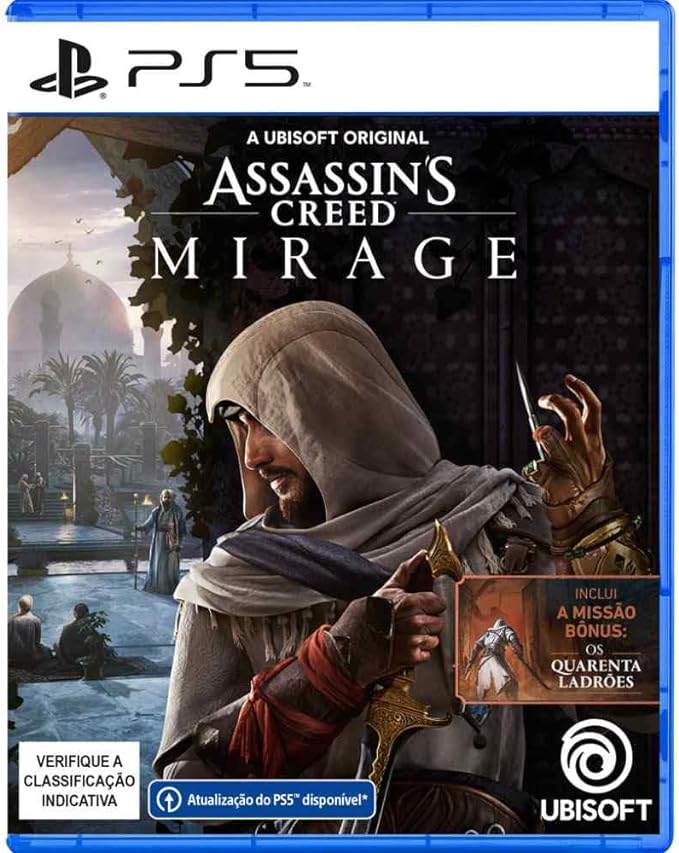 PS5™
A UBISOFT ORIGINAL
ASSASSIN'S
CREED
MIRAGE
INCLUI
A MISSÃO
BÔNUS:
OS
QUARENTA
LADRÕES
VERIFIQUE A
CLASSIFICAÇÃO
INDICATIVA
Atualização do PS5™ disponível*
UBISOFT